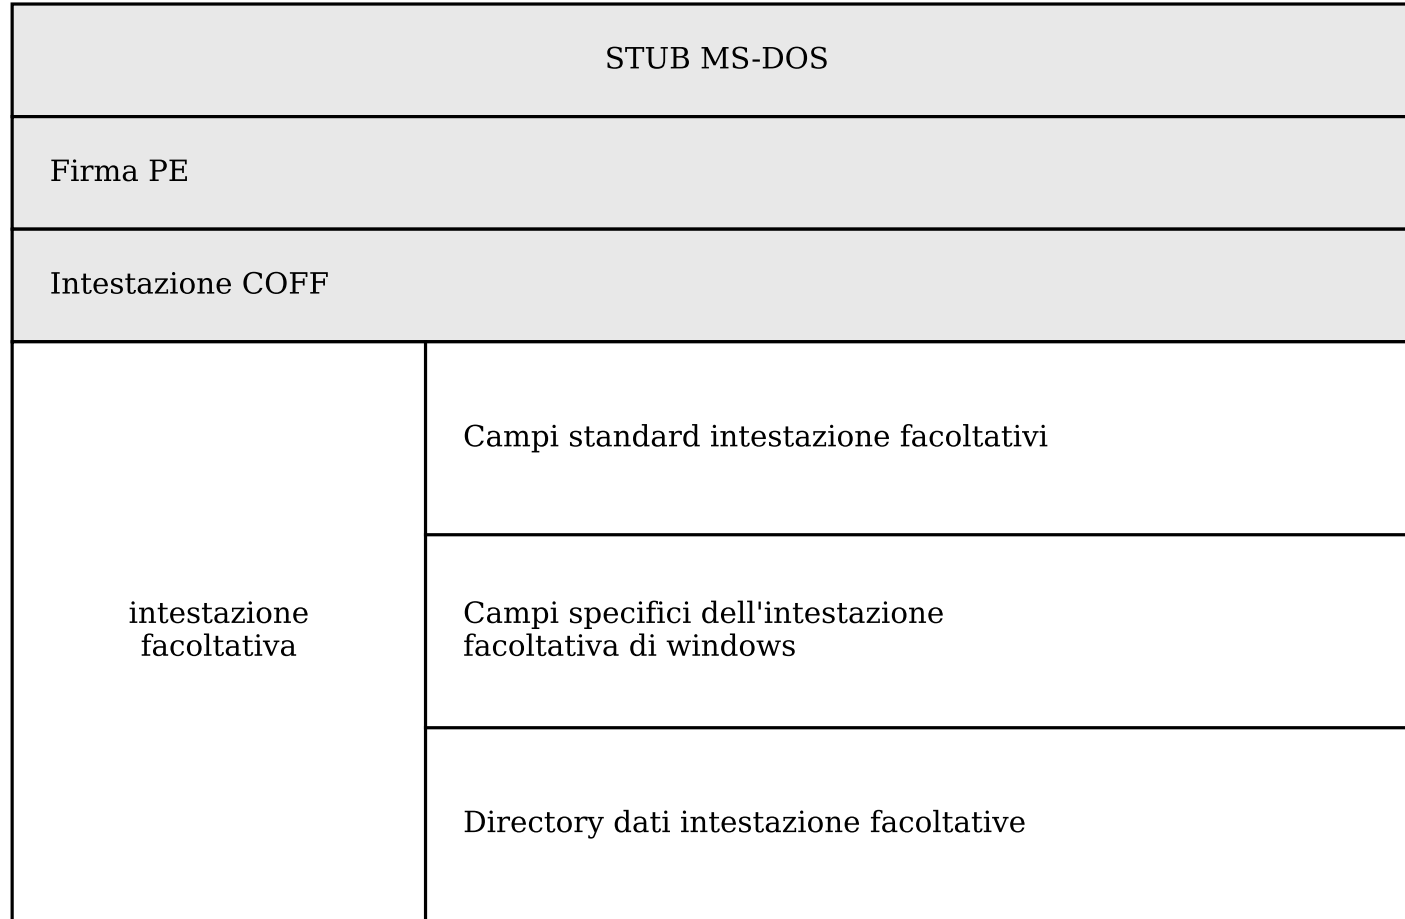 STUB MS-DOS
Firma PE
Intestazione COFF
Campi standard intestazione facoltativi
intestazione
facoltativa
Campi specifici dell'intestazione
facoltativa di windows
Directory dati intestazione facoltative